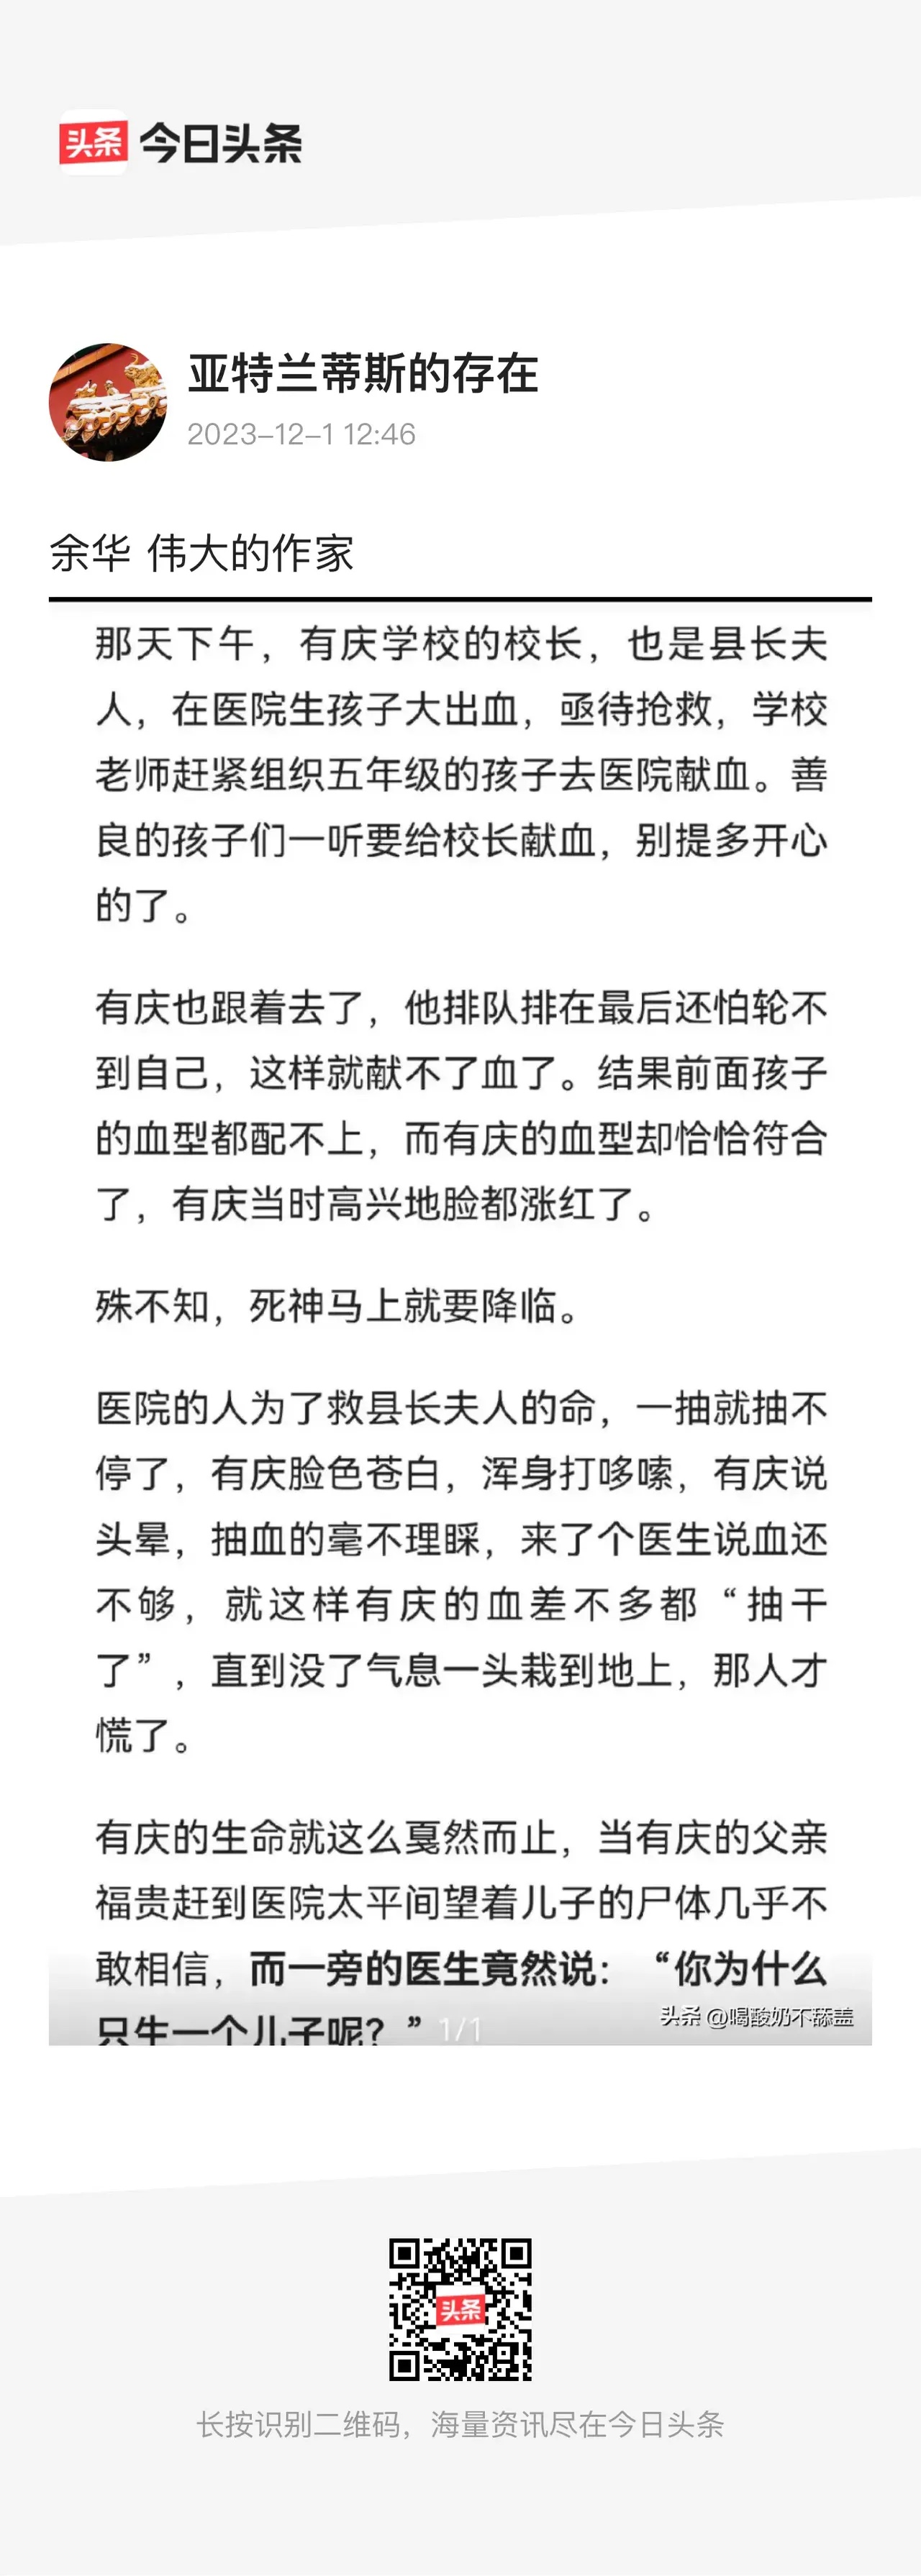 头条 今日头条
亚特兰蒂斯的存在
2023-12-1 12:46
余华 伟大的作家
那天下午，有庆学校的校长，也是县长夫
人，在医院生孩子大出血，亟待抢救，学校
老师赶紧组织五年级的孩子去医院献血。善
良的孩子们一听要给校长献血，别提多开心
的了。
有庆也跟着去了，他排队排在最后还怕轮不
到自己，这样就献不了血了。结果前面孩子
的血型都配不上，而有庆的血型却恰恰符合
了，有庆当时高兴地脸都涨红了。
殊不知，死神马上就要降临。
医院的人为了救县长夫人的命，一抽就抽不
停了，有庆脸色苍白，浑身打哆嗦，有庆说
头晕，抽血的毫不理睬，来了个医生说血还
不够，就这样有庆的血差不多都“抽干
了”，直到没了气息一头栽到地上，那人才
慌了。
有庆的生命就这么戛然而止，当有庆的父亲
福贵赶到医院太平间望着儿子的尸体几乎不
敢相信，而一旁的医生竟然说：“你为什么
只生一个儿子呢？”
1/1
头条 @喝酸奶不舔盖
头条
长按识别二维码，海量资讯尽在今日头条